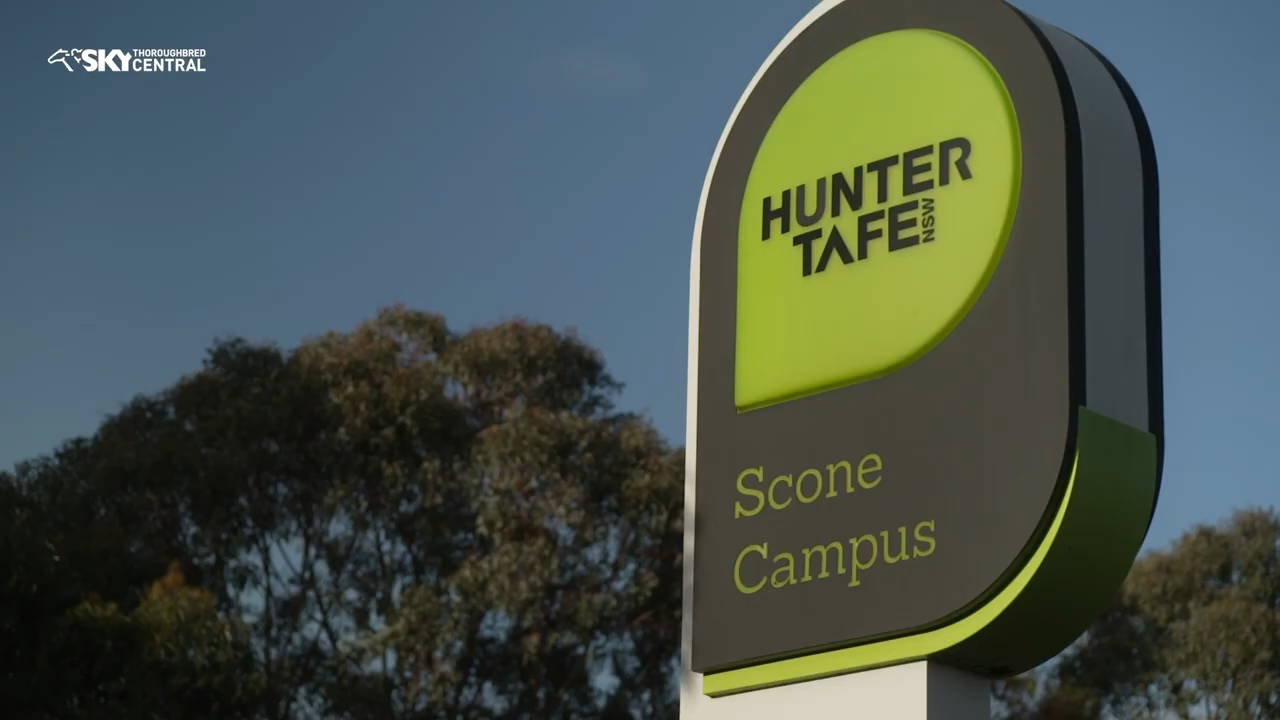 SKY THOROUGHBRED CENTRAL
HUNTER
TAFE NSW
Scone
Campus